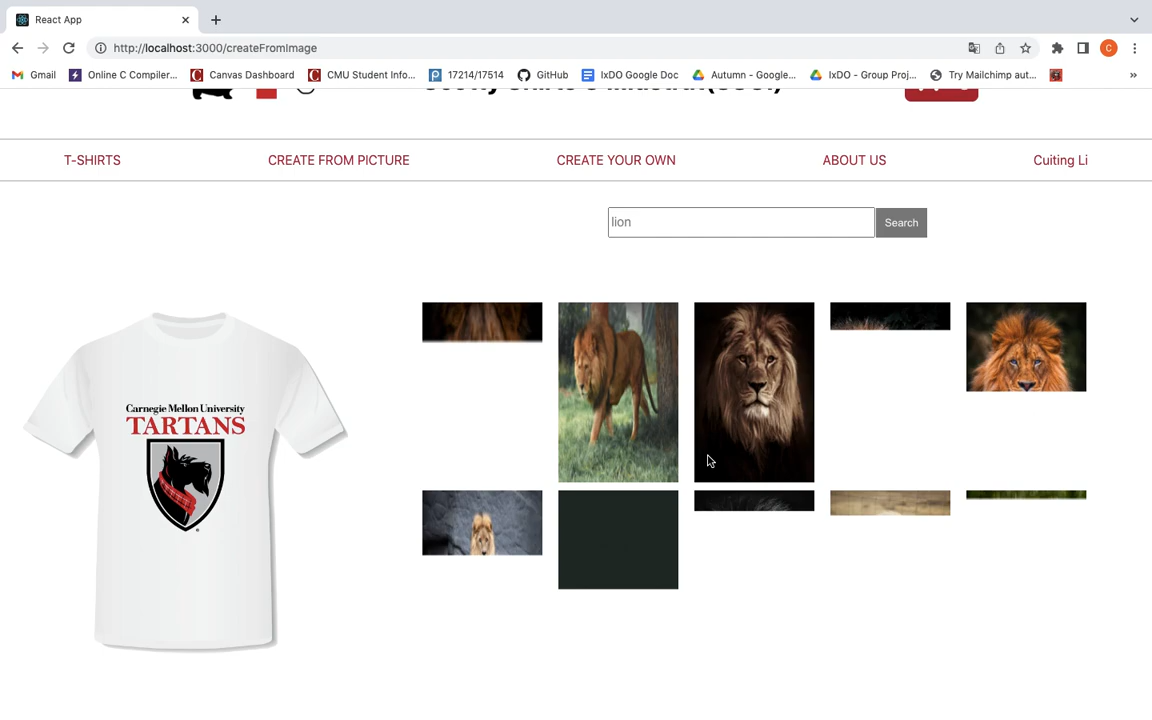 React App
http://localhost:3000/createFromImage
C
Gmail
Online C Compiler...
Canvas Dashboard
CMU Student Info...
17214/17514
GitHub
IxDO Google Doc
Autumn - Google...
IxDO - Group Proj...
Try Mailchimp aut...
»
T-SHIRTS
CREATE FROM PICTURE
CREATE YOUR OWN
ABOUT US
Cuiting Li
lion
Search
Carnegie Mellon University
TARTANS